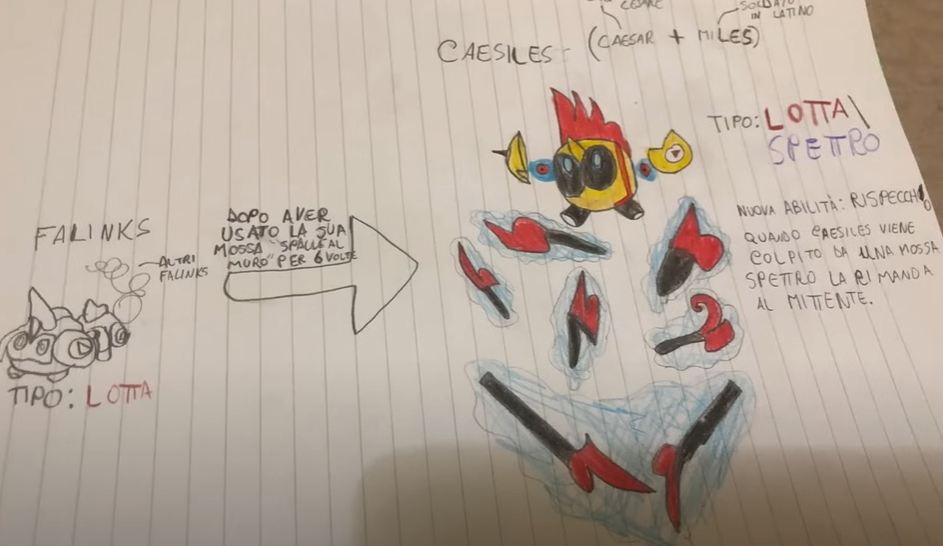 CESARE
SOLDATO
IN LATINO
CAESILES = (CAESAR + MILES)
TIPO: LOTTA\
SPETTRO
NUOVA ABILITÀ: RISPECCHIO
QUANDO CAESILES VIENE
COLPITO DA UNA MOSSA
SPETTRO LA RIMANDA
AL MITTENTE.
DOPO AVER
USATO LA SUA
MOSSA "SPALLE AL
MURO" PER 6 VOLTE
FALINKS
ALTRI
FALINKS
TIPO: LOTTA